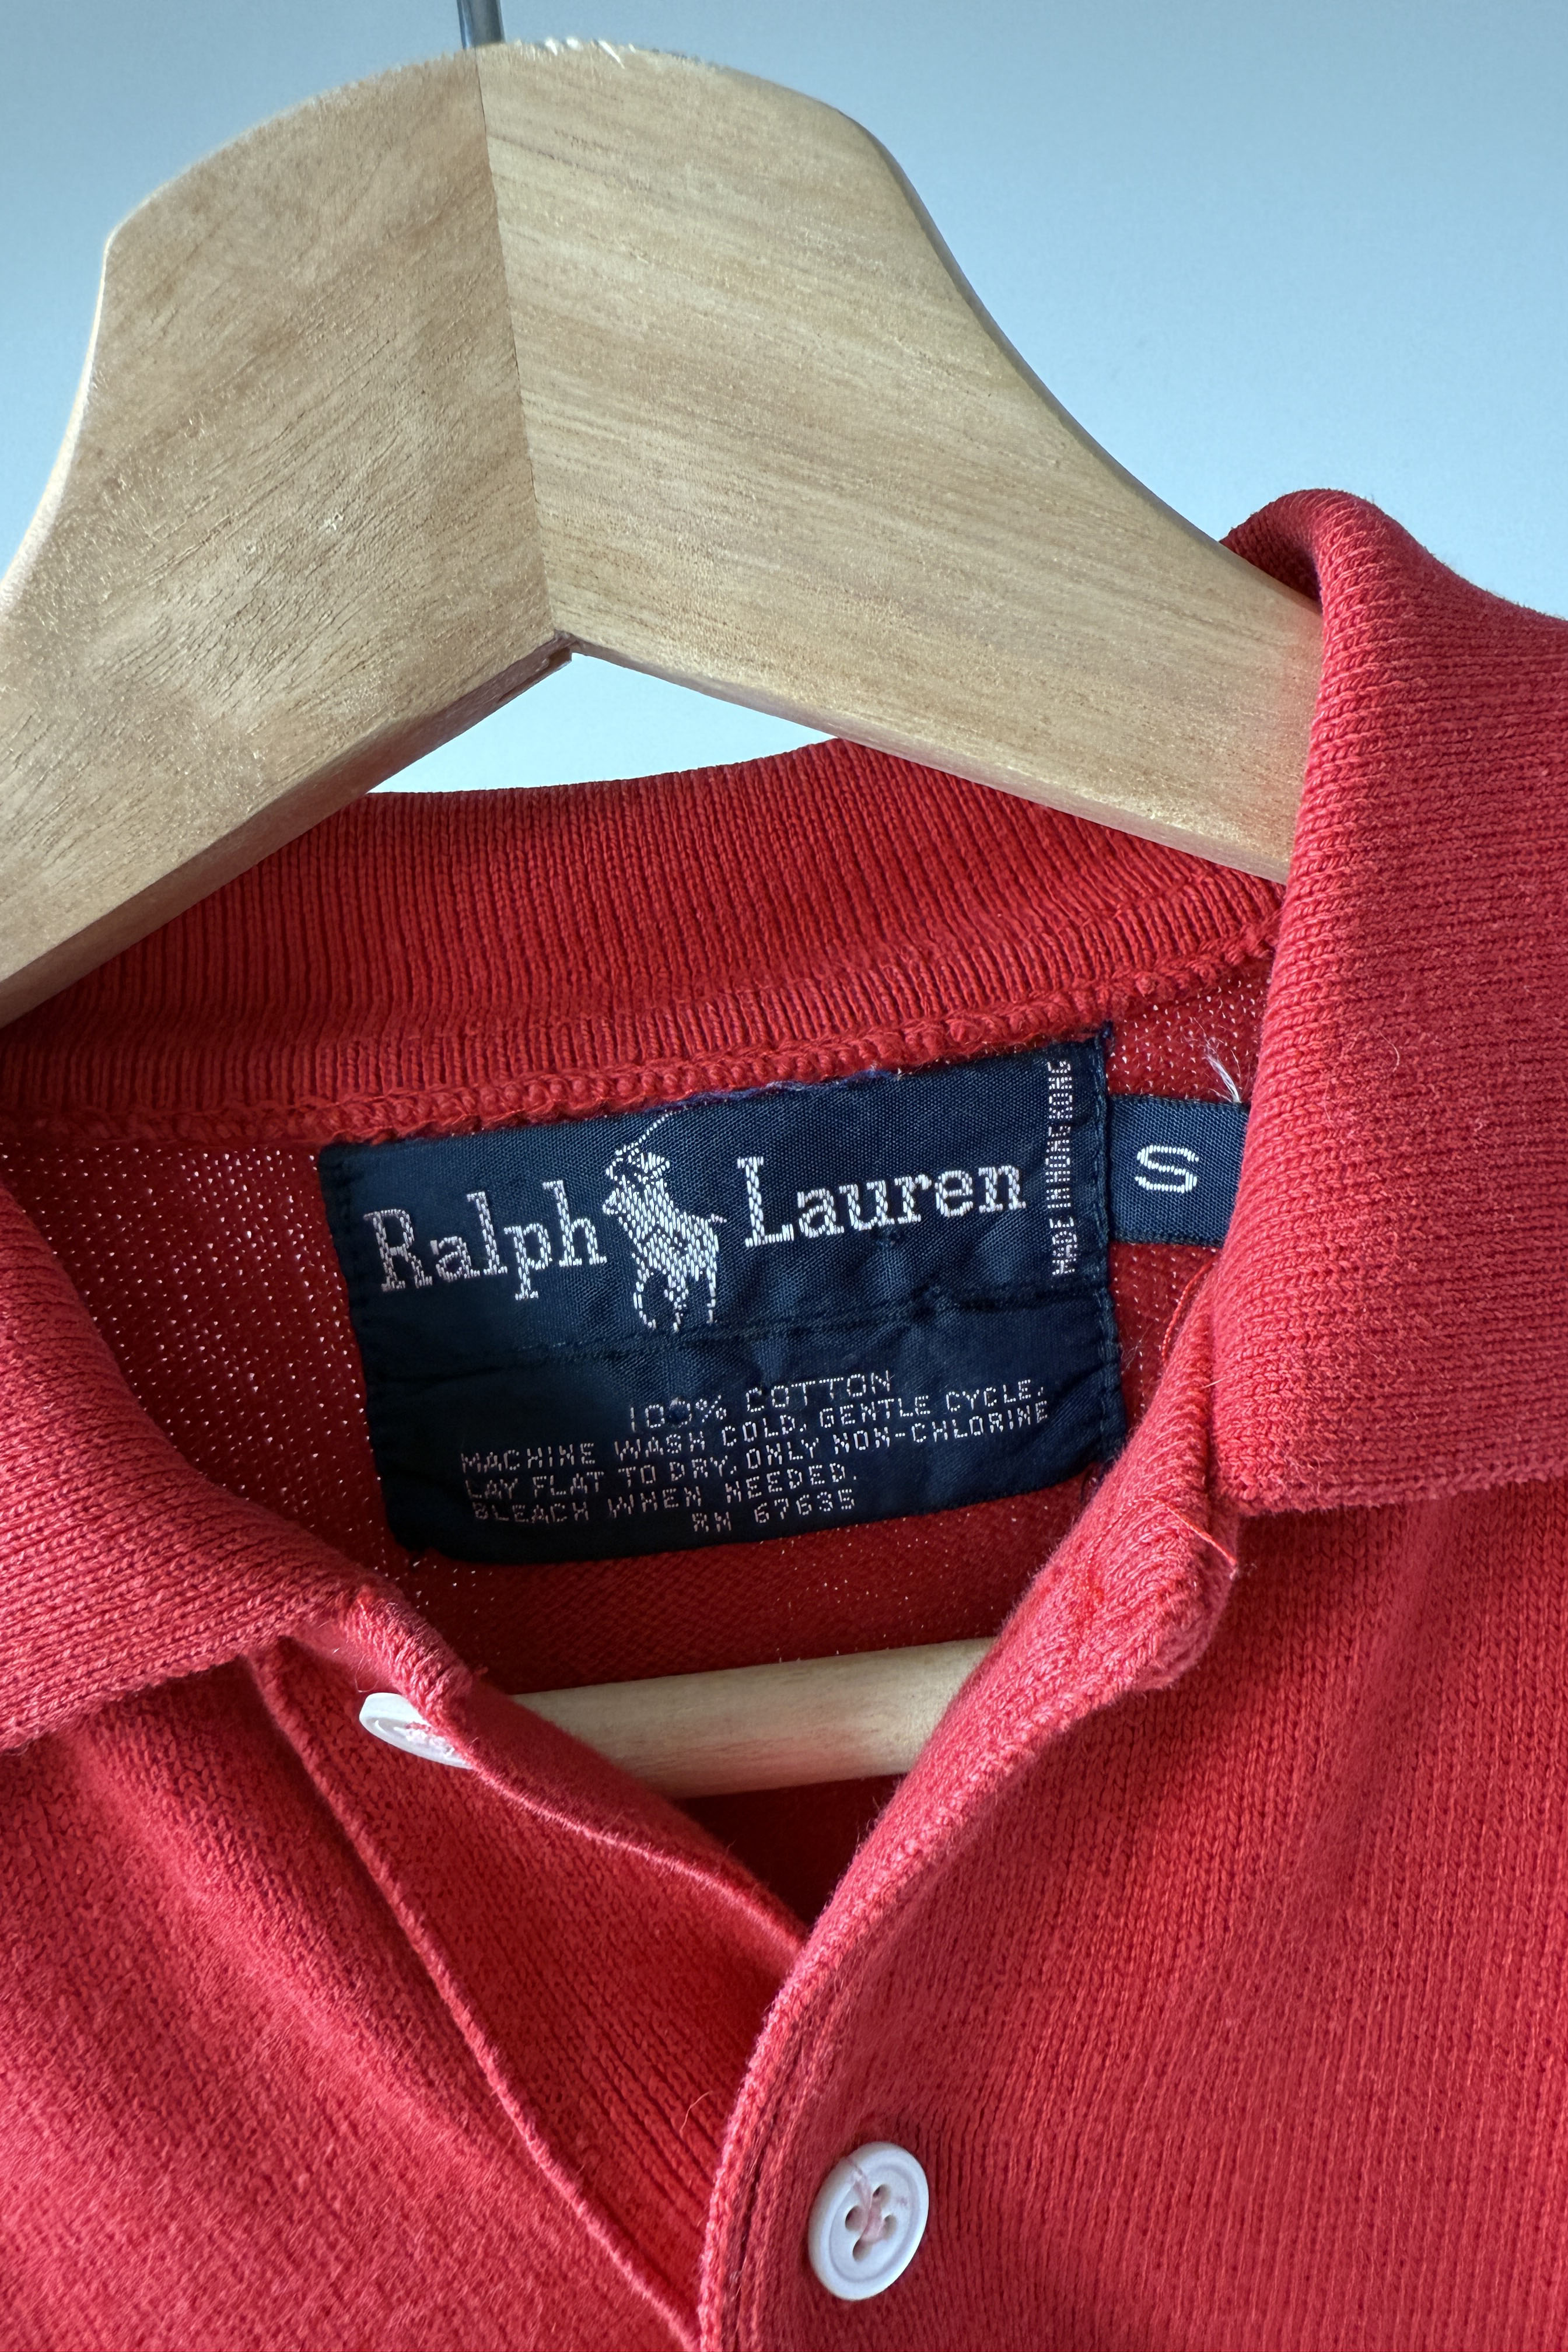 Ralph Lauren
MADE IN HONG KONG
S
100% COTTON
MACHINE WASH COLD, GENTLE CYCLE.
LAY FLAT TO DRY. ONLY NON-CHLORINE
BLEACH WHEN NEEDED.
RN 67635